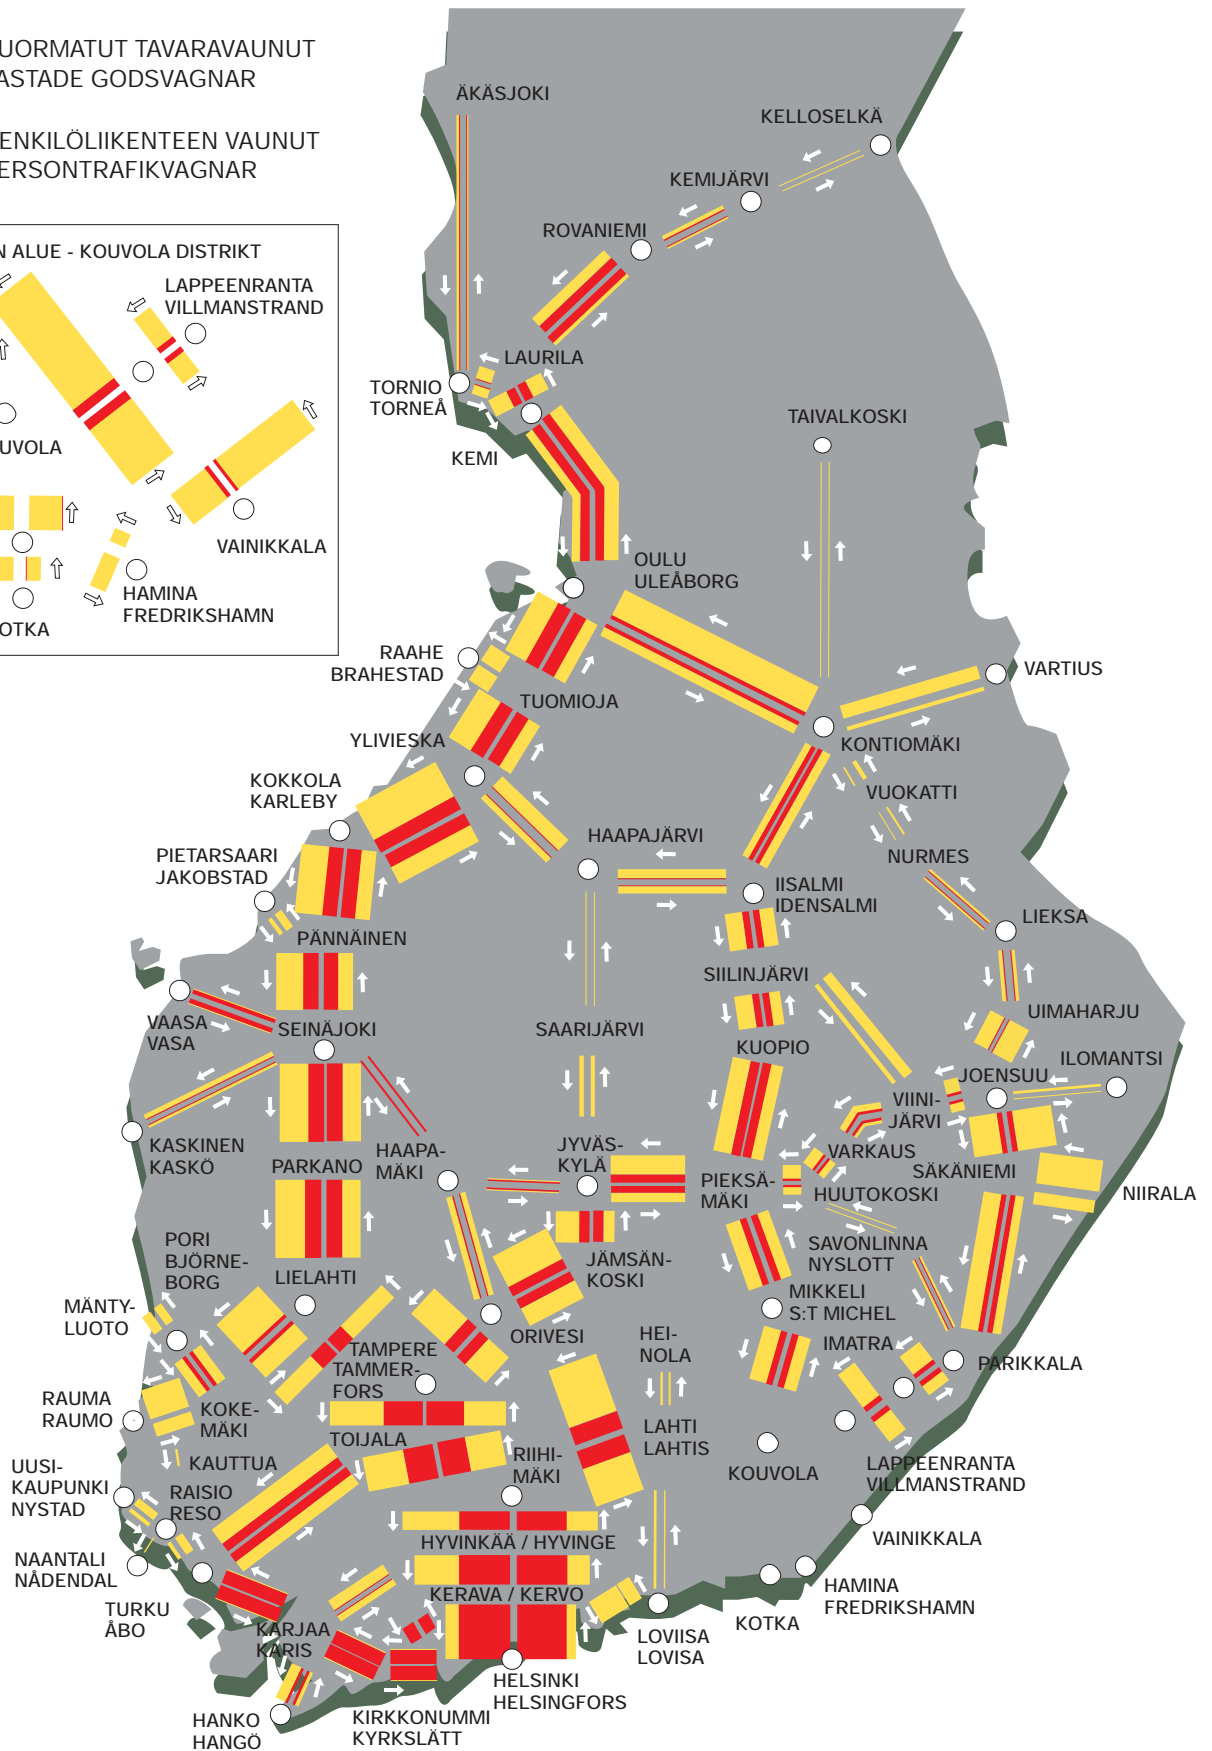 UORMATUT TAVARAVAUNUT
ASTADE GODSVAGNAR
ENKILÖLIIKENTEEN VAUNUT
ERSONTRAFIKVAGNAR
N ALUE - KOUVOLA DISTRIKT
LAPPEENRANTA
VILLMANSTRAND
UVOLA
VAINIKKALA
HAMINA
FREDRIKSHAMN
OTKA
ÄKÄSJOKI
KELLOSELKÄ
KEMIJÄRVI
ROVANIEMI
LAURILA
TORNIO
TORNEÅ
KEMI
TAIVALKOSKI
OULU
ULEÅBORG
RAAHE
BRAHESTAD
TUOMIOJA
VARTIUS
KONTIOMÄKI
YLIVIESKA
VUOKATTI
KOKKOLA
KARLEBY
HAAPAJÄRVI
NURMES
PIETARSAARI
JAKOBSTAD
IISALMI
IDENSALMI
LIEKSA
PÄNNÄINEN
SIILINJÄRVI
UIMAHARJU
VAASA
VASA
SEINÄJOKI
SAARIJÄRVI
KUOPIO
ILOMANTSI
JOENSUU
VIINI-
JÄRVI
KASKINEN
KASKÖ
PARKANO
HAAPA-
MÄKI
JYVÄS-
KYLÄ
VARKAUS
SÄKÄNIEMI
PIEKSÄ-
MÄKI
HUUTOKOSKI
NIIRALA
PORI
BJÖRNE-
BORG
SAVONLINNA
NYSLOTT
JÄMSÄN-
KOSKI
LIELAHTI
MIKKELI
S:T MICHEL
MÄNTY-
LUOTO
ORIVESI
HEI-
NOLA
IMATRA
TAMPERE
TAMMER-
FORS
PARIKKALA
RAUMA
RAUMO
KOKE-
MÄKI
LAHTI
LAHTIS
TOIJALA
RIIHI-
MÄKI
KAUTTUA
KOUVOLA
LAPPEENRANTA
VILLMANSTRAND
UUSI-
KAUPUNKI
NYSTAD
RAISIO
RESO
HYVINKÄÄ / HYVINGE
VAINIKKALA
NAANTALI
NÅDENDAL
KERAVA / KERVO
HAMINA
FREDRIKSHAMN
TURKU
ÅBO
KARJAA
KARIS
LOVIISA
LOVISA
KOTKA
HELSINKI
HELSINGFORS
HANKO
HANGÖ
KIRKKONUMMI
KYRKSLÄTT